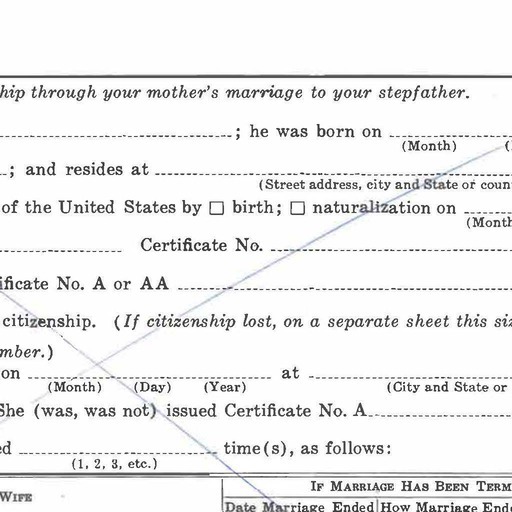 hip through your mother's marriage to your stepfather.
; he was born on
(Month)
; and resides at
(Street address, city and State or coun
of the United States by ☐ birth; ☐ naturalization on
(Month
Certificate No.
ificate No. A or AA
citizenship. (If citizenship lost, on a separate sheet this siz
mber.)
on at
(Month) (Day) (Year) (City and State or
She (was, was not) issued Certificate No. A
ed time(s), as follows:
(1, 2, 3, etc.)
IF MARRIAGE HAS BEEN TERM
WIFE
Date Marriage Ended How Marriage Ende